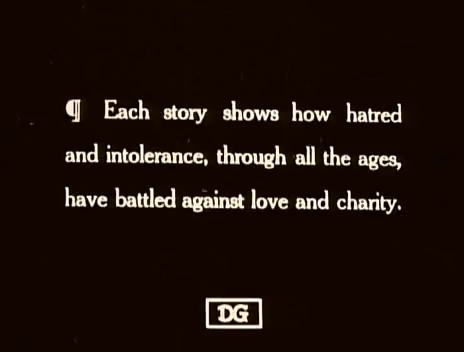 ¶ Each story shows how hatred
and intolerance, through all the ages,
have battled against love and charity.
DG